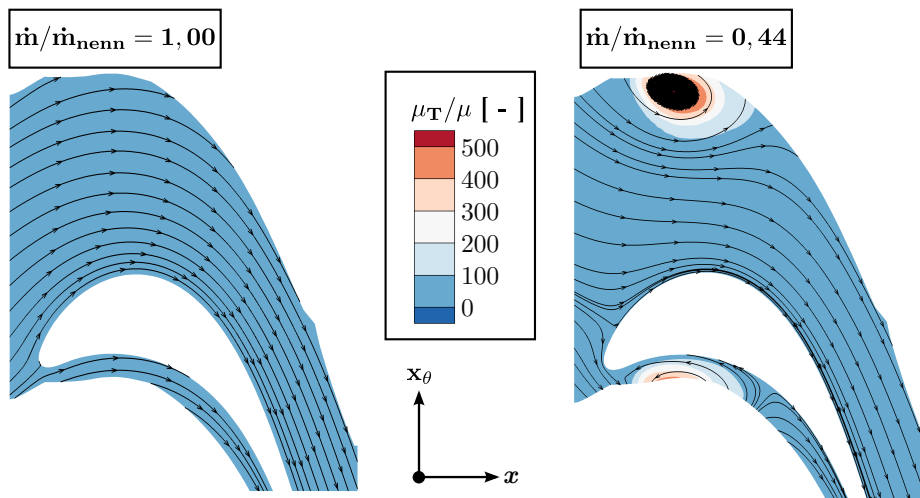 ṁ/ṁnenn = 1,00
ṁ/ṁnenn = 0,44
μT/μ [ - ]
500
400
300
200
100
0
xθ
x